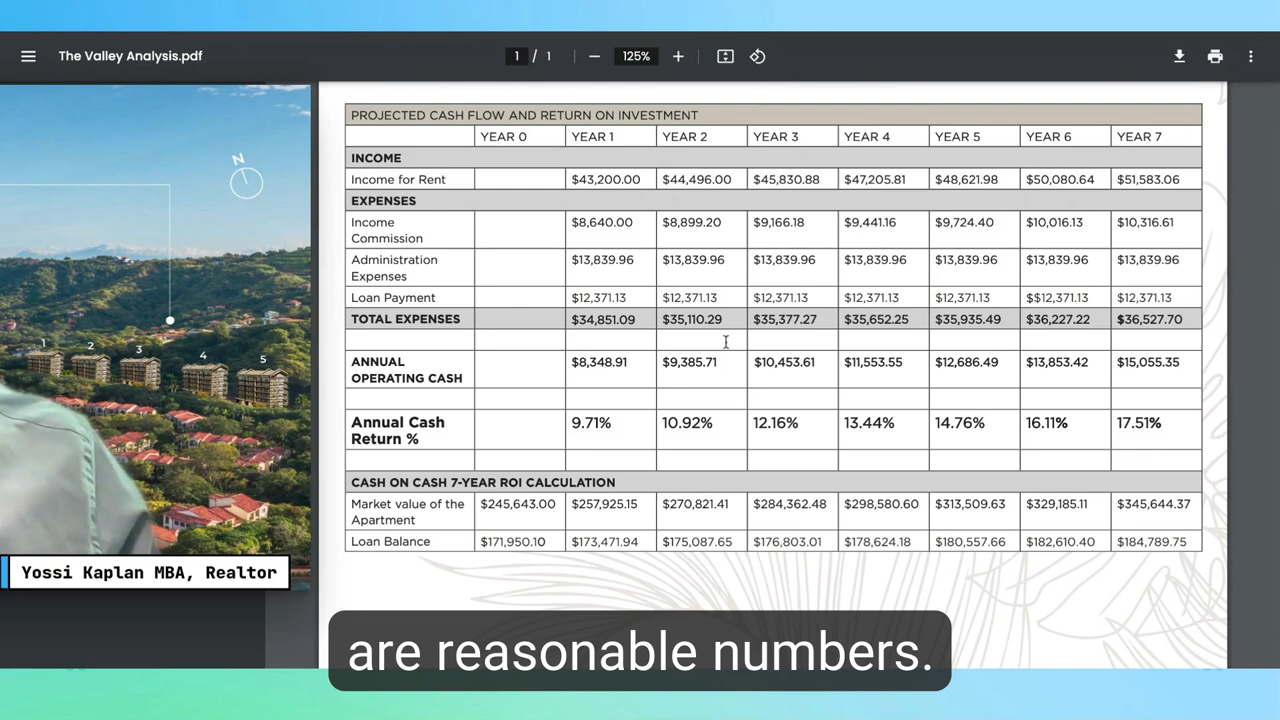 The Valley Analysis.pdf
1 / 1
125%
N
1 2 3 4 5
PROJECTED CASH FLOW AND RETURN ON INVESTMENT
YEAR 0 YEAR 1 YEAR 2 YEAR 3 YEAR 4 YEAR 5 YEAR 6 YEAR 7
INCOME
Income for Rent $43,200.00 $44,496.00 $45,830.88 $47,205.81 $48,621.98 $50,080.64 $51,583.06
EXPENSES
Income
Commission $8,640.00 $8,899.20 $9,166.18 $9,441.16 $9,724.40 $10,016.13 $10,316.61
Administration
Expenses $13,839.96 $13,839.96 $13,839.96 $13,839.96 $13,839.96 $13,839.96 $13,839.96
Loan Payment $12,371.13 $12,371.13 $12,371.13 $12,371.13 $12,371.13 $$12,371.13 $12,371.13
TOTAL EXPENSES $34,851.09 $35,110.29 $35,377.27 $35,652.25 $35,935.49 $36,227.22 $36,527.70
ANNUAL
OPERATING CASH $8,348.91 $9,385.71 $10,453.61 $11,553.55 $12,686.49 $13,853.42 $15,055.35
Annual Cash
Return % 9.71% 10.92% 12.16% 13.44% 14.76% 16.11% 17.51%
CASH ON CASH 7-YEAR ROI CALCULATION
Market value of the
Apartment $245,643.00 $257,925.15 $270,821.41 $284,362.48 $298,580.60 $313,509.63 $329,185.11 $345,644.37
Loan Balance $171,950.10 $173,471.94 $175,087.65 $176,803.01 $178,624.18 $180,557.66 $182,610.40 $184,789.75
Yossi Kaplan MBA, Realtor
are reasonable numbers.